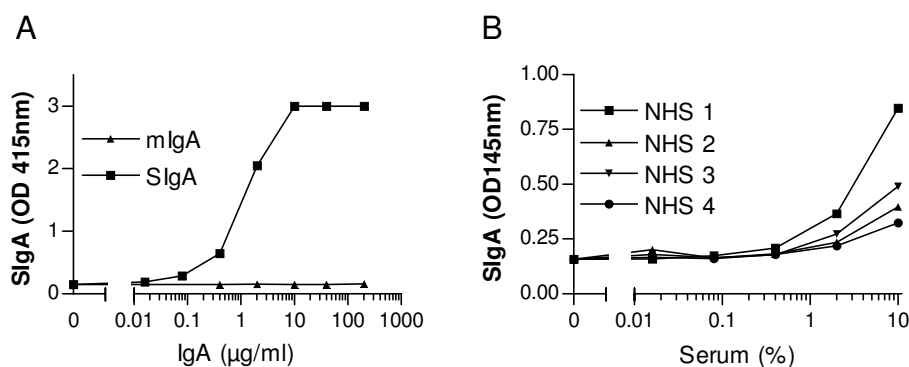 A
SIgA (OD 415nm)
3
2
1
0
mIgA
SIgA
0 0.01 0.1 1 10 100 1000
IgA (µg/ml)
B
SIgA (OD145nm)
1.00
0.75
0.50
0.25
0.00
NHS 1
NHS 2
NHS 3
NHS 4
0 0.01 1 10
Serum (%)